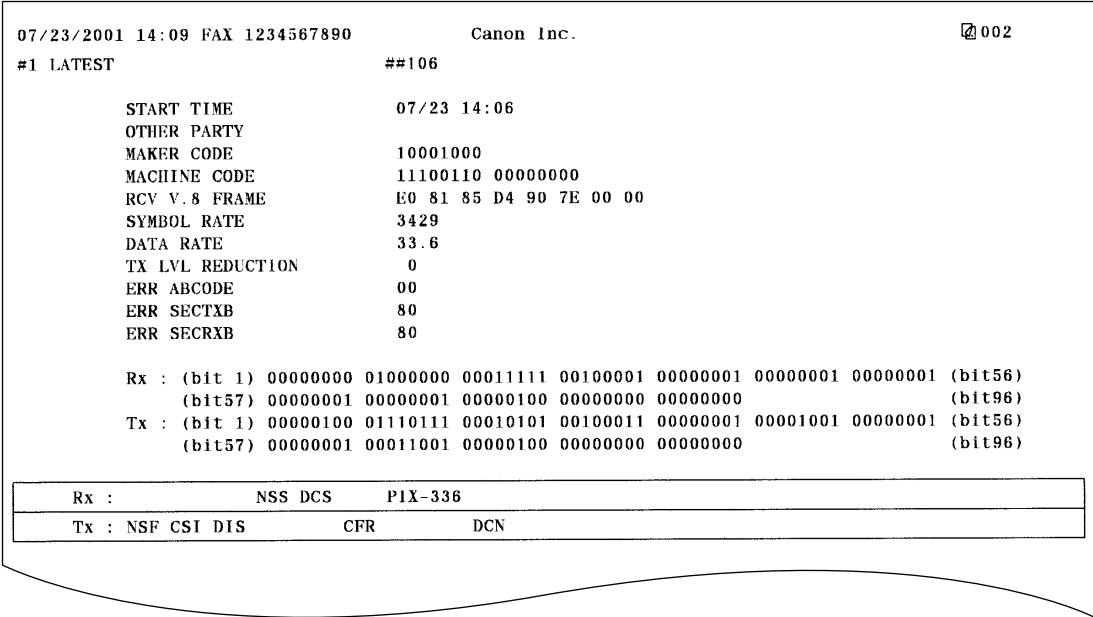 07/23/2001 14:09 FAX 1234567890 Canon Inc. 002
#1 LATEST ##106
START TIME 07/23 14:06
OTHER PARTY
MAKER CODE 10001000
MACHINE CODE 11100110 00000000
RCV V.8 FRAME E0 81 85 D4 90 7E 00 00
SYMBOL RATE 3429
DATA RATE 33.6
TX LVL REDUCTION 0
ERR ABCODE 00
ERR SECTXB 80
ERR SECRXB 80
Rx : (bit 1) 00000000 01000000 00011111 00100001 00000001 00000001 00000001 (bit56)
(bit57) 00000001 00000001 00000100 00000000 00000000 (bit96)
Tx : (bit 1) 00000100 01110111 00010101 00100011 00000001 00001001 00000001 (bit56)
(bit57) 00000001 00011001 00000100 00000000 00000000 (bit96)
Rx : NSS DCS PIX-336
Tx : NSF CSI DIS CFR DCN